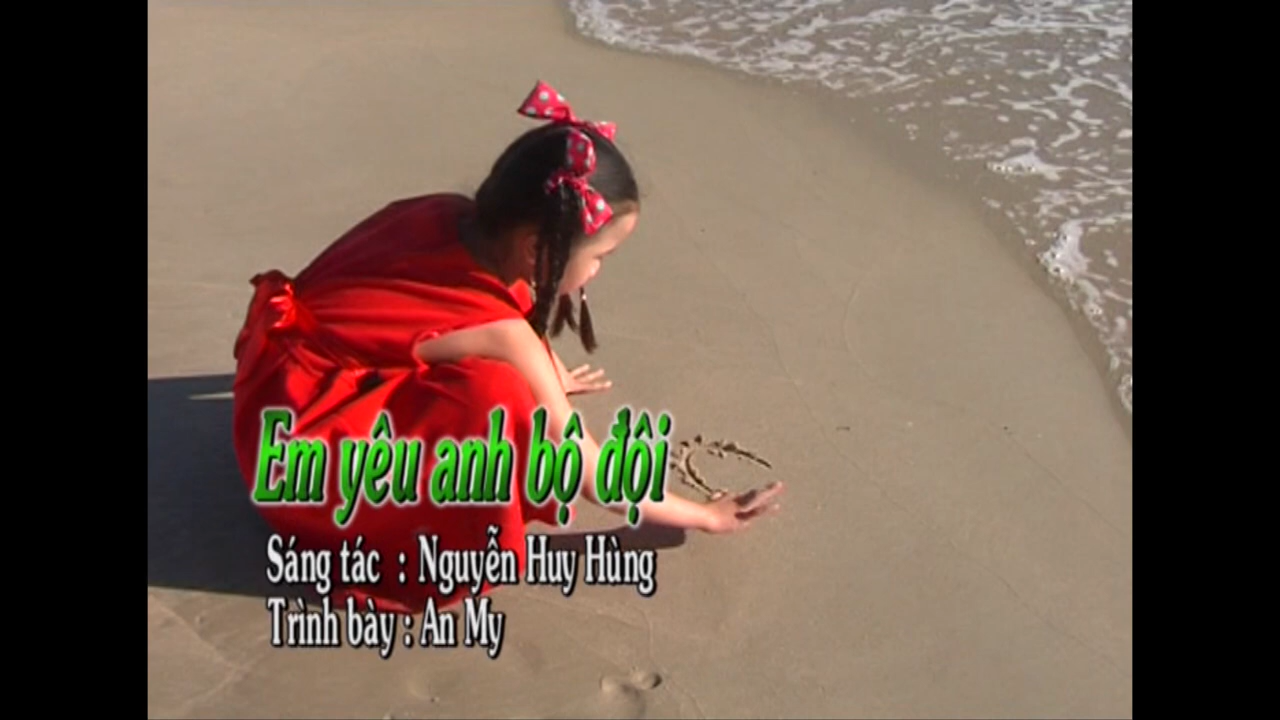 Em yêu anh bộ đội
Sáng tác : Nguyễn Huy Hùng
Trình bày : An My